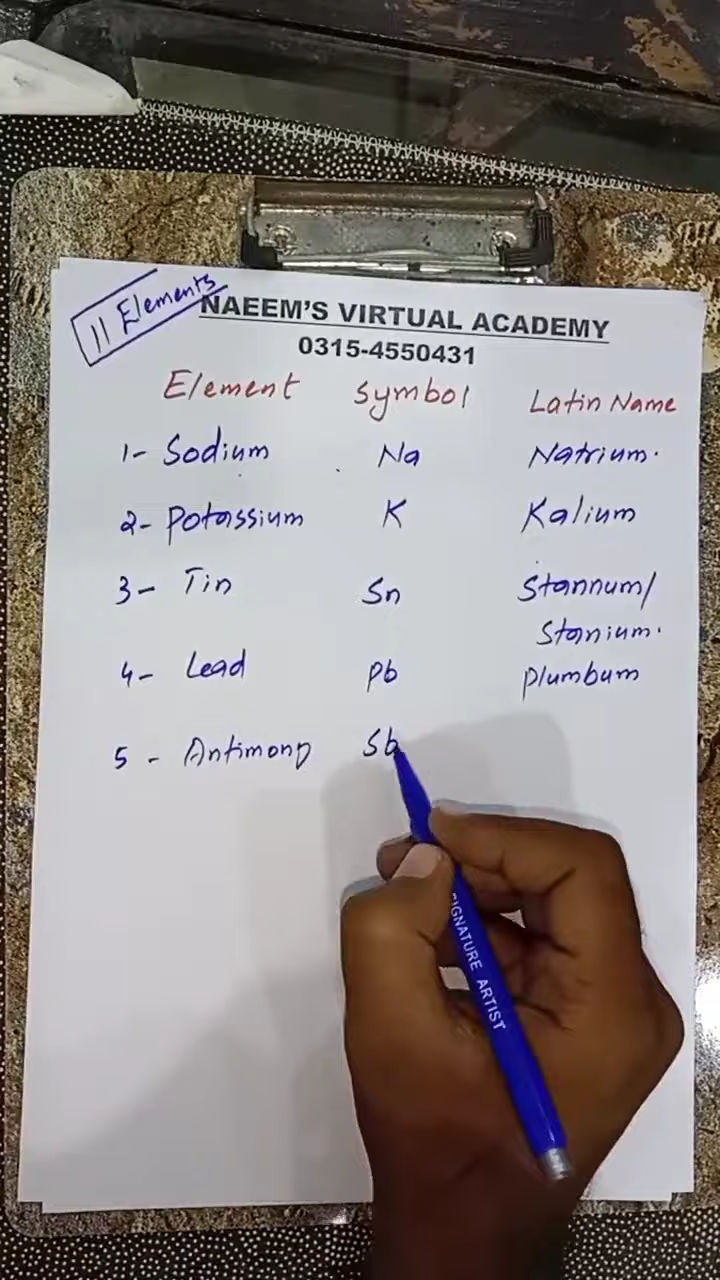 11 Elements
NAEEM'S VIRTUAL ACADEMY
0315-4550431
Element Symbol Latin Name
1- Sodium Na Natrium.
2- Potassium K Kalium
3- Tin Sn Stannum/
Stanium.
4- Lead Pb Plumbum
5- Antimony Sb
SIGNATURE ARTIST